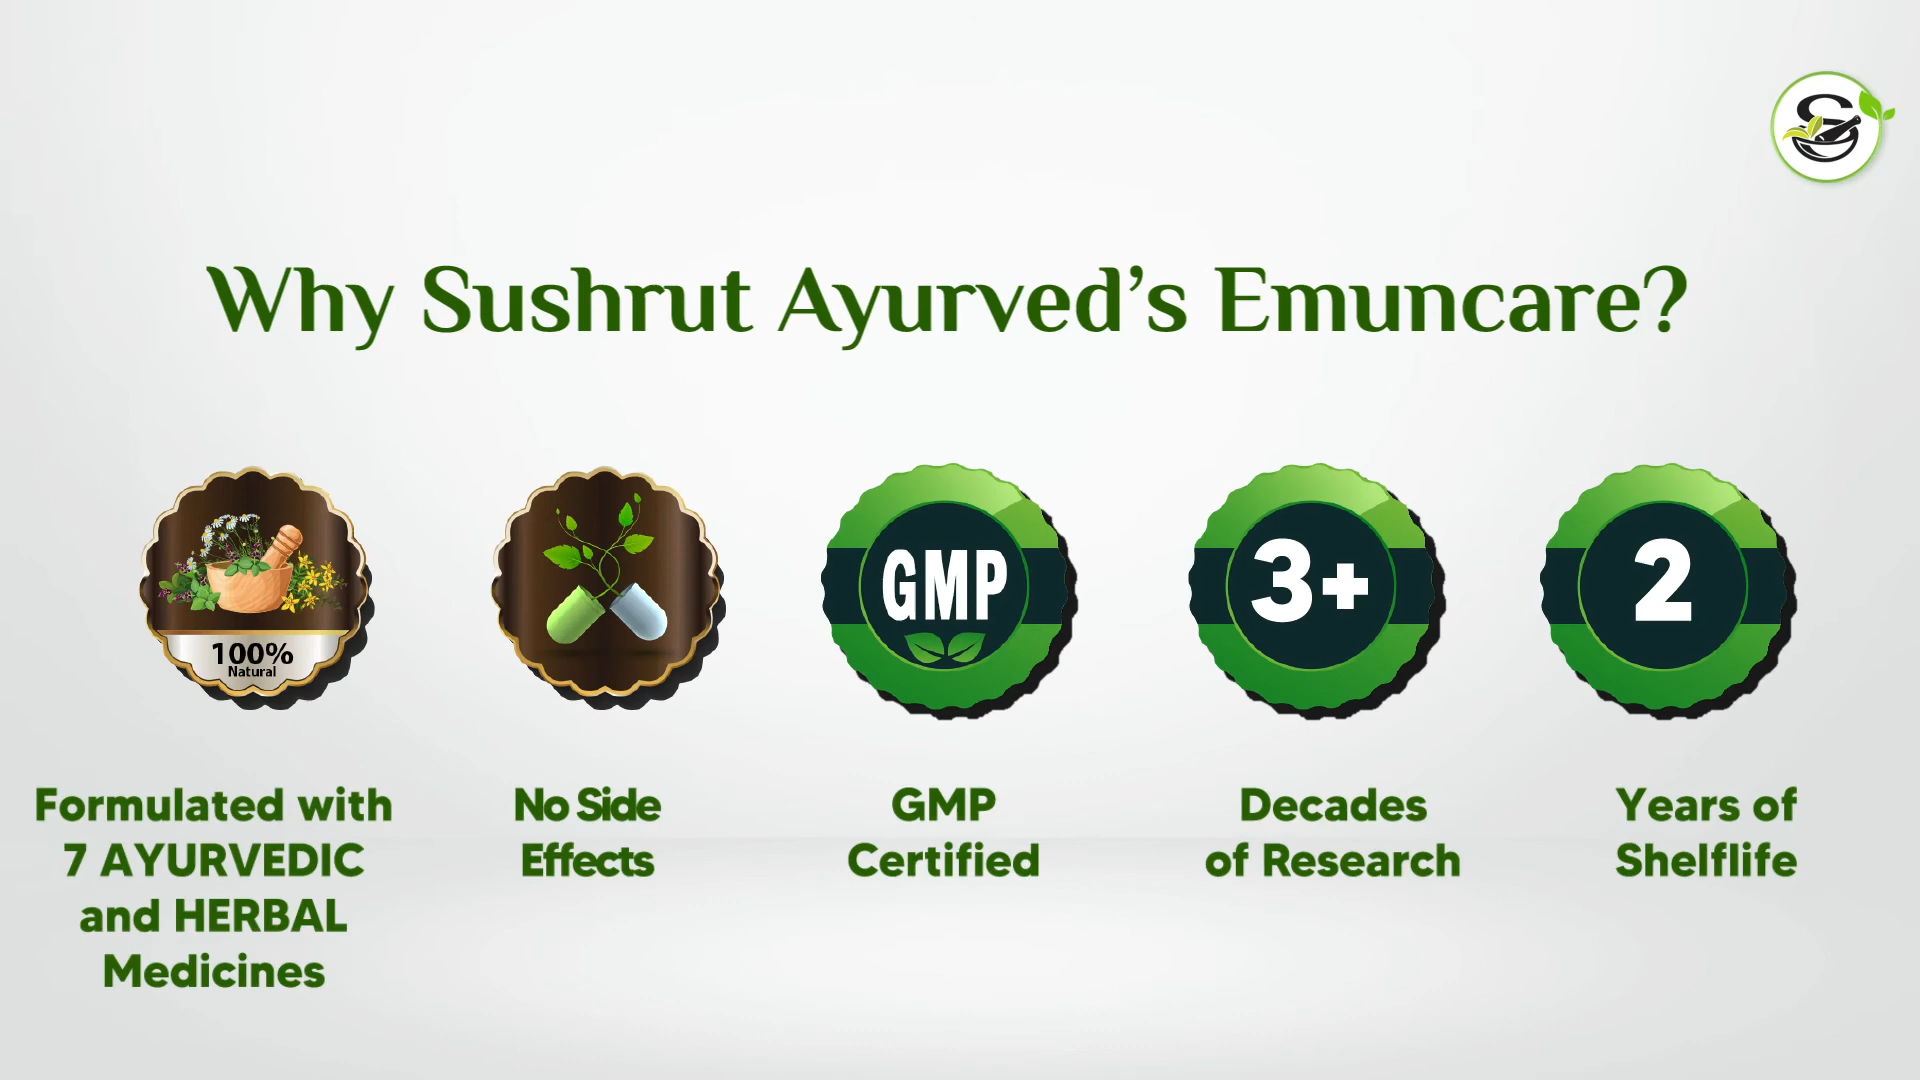 Why Sushrut Ayurved’s Emuncare?
100%
Natural
GMP
3+
2
Formulated with
7 AYURVEDIC
and HERBAL
Medicines
No Side
Effects
GMP
Certified
Decades
of Research
Years of
Shelflife